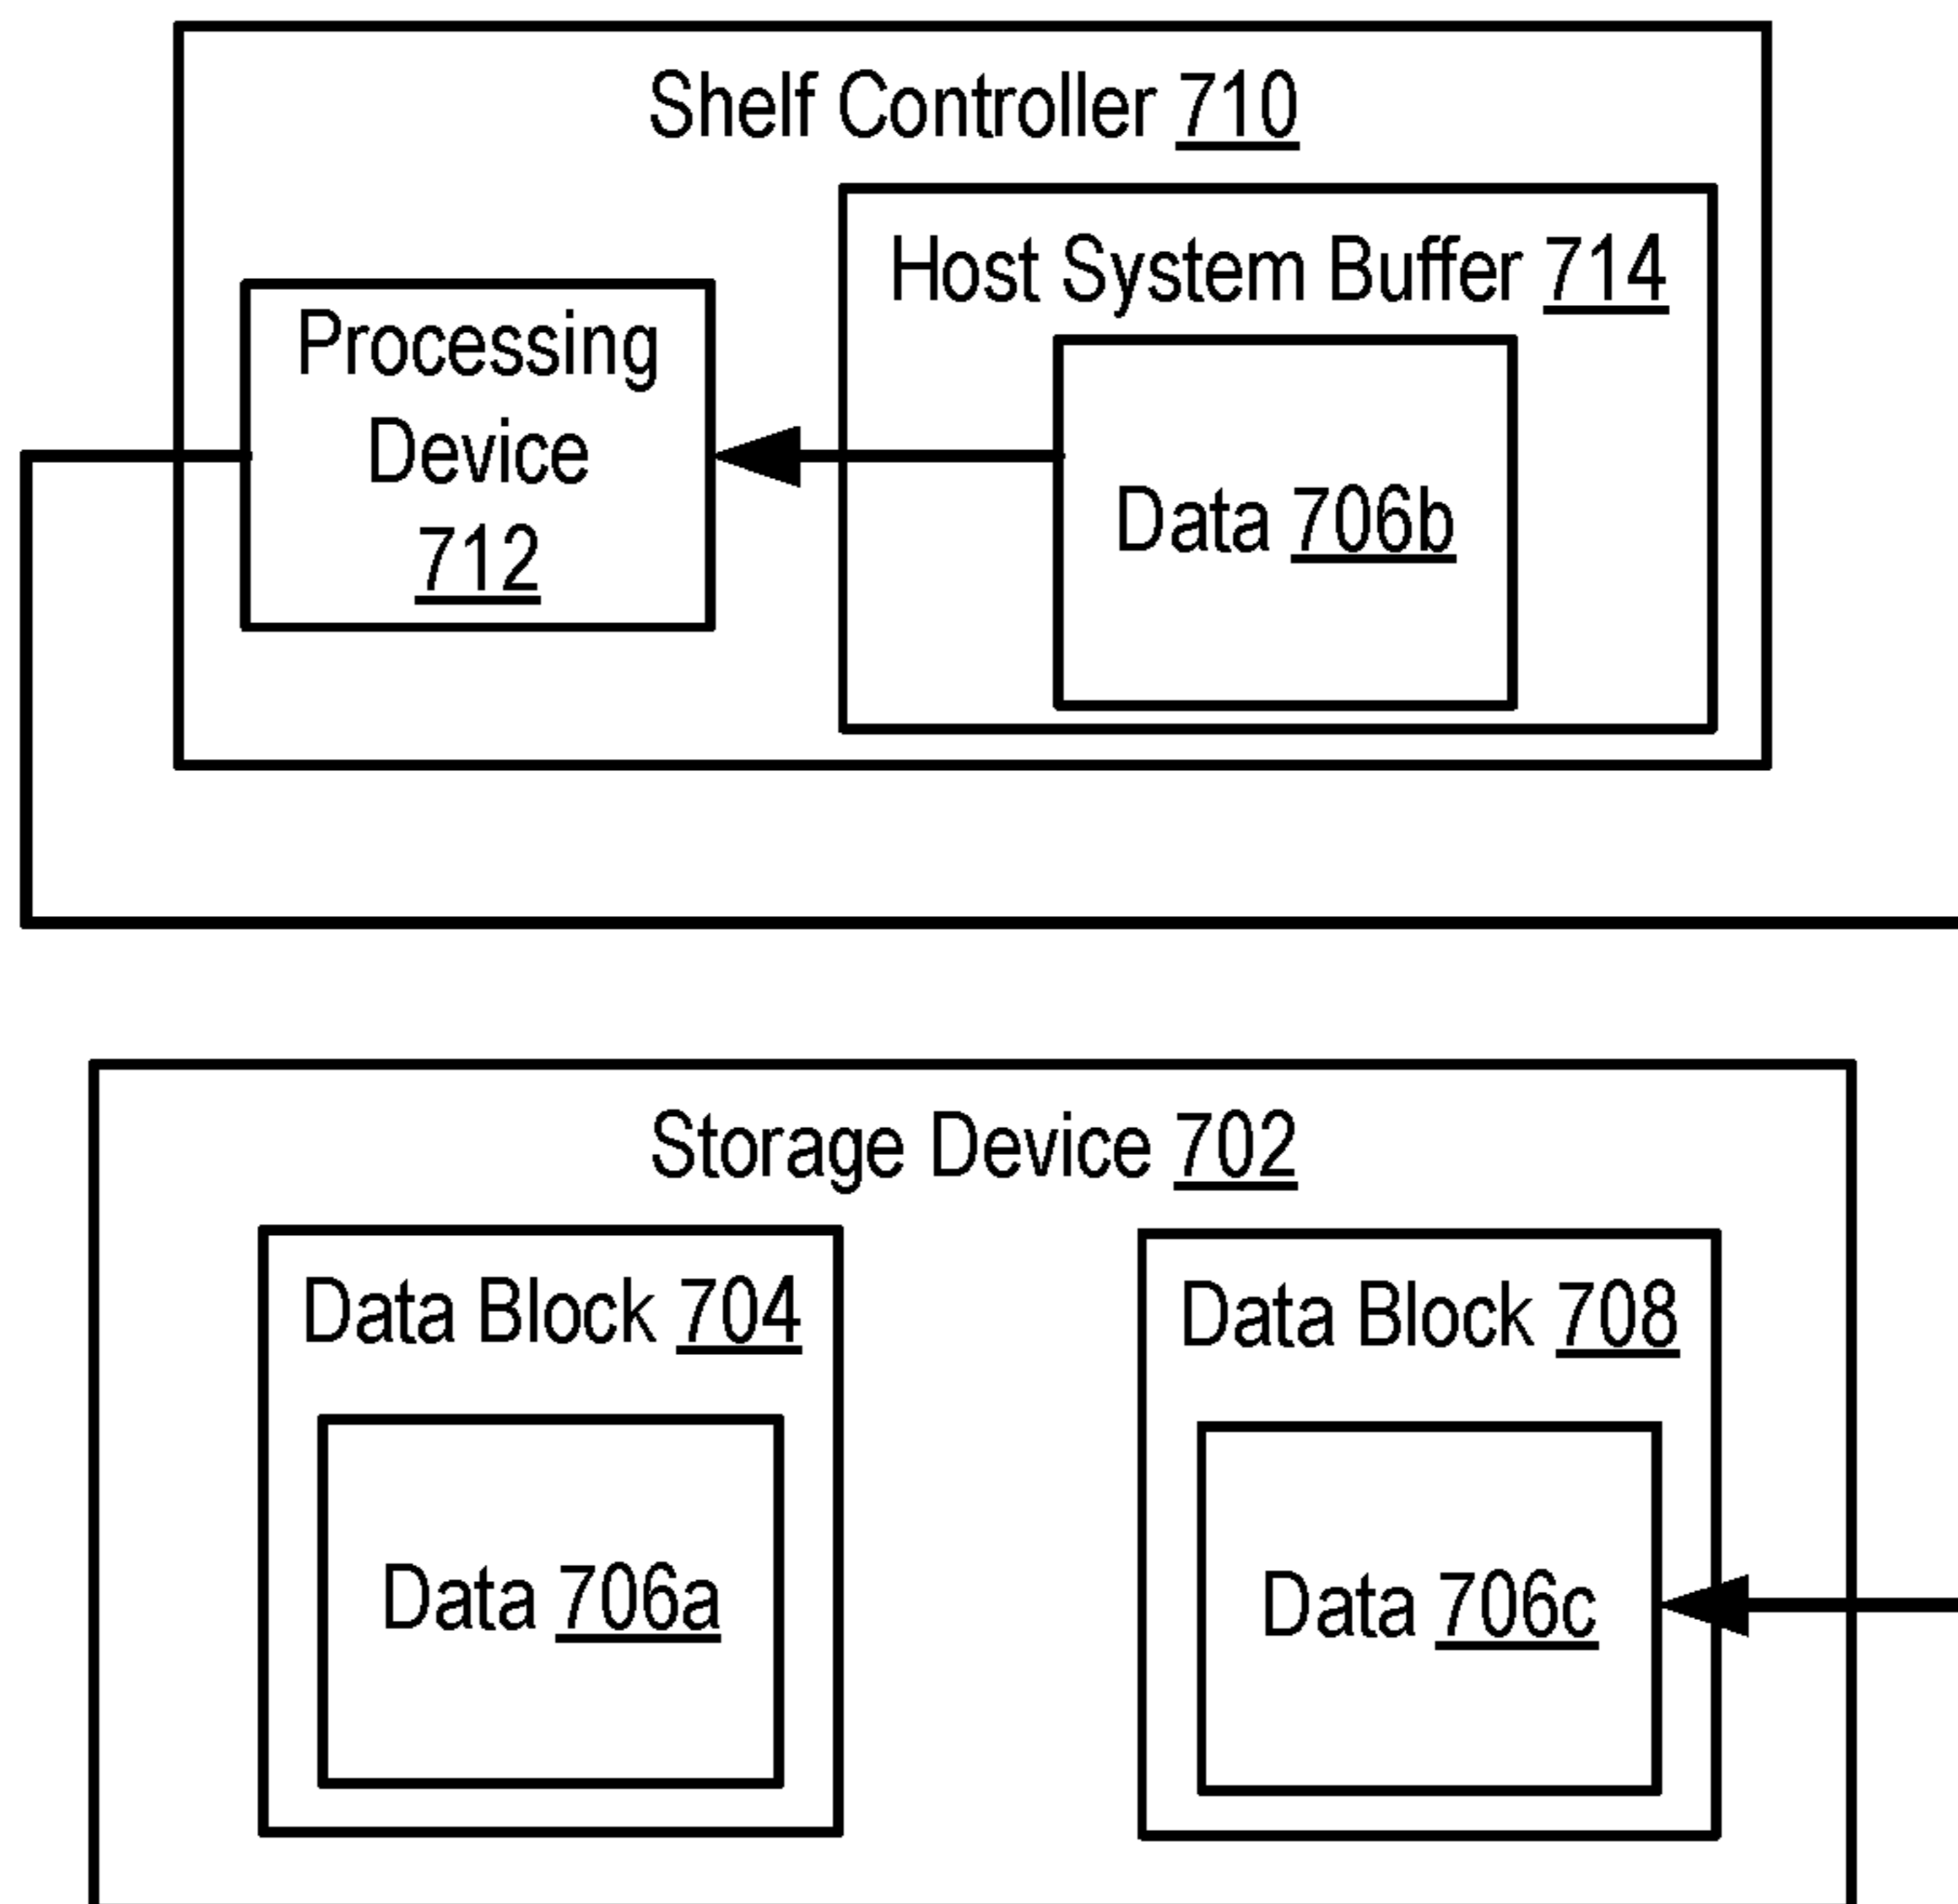 Shelf Controller 710
Host System Buffer 714
Processing
Device
712
Data 706b
Storage Device 702
Data Block 704
Data Block 708
Data 706a
Data 706c